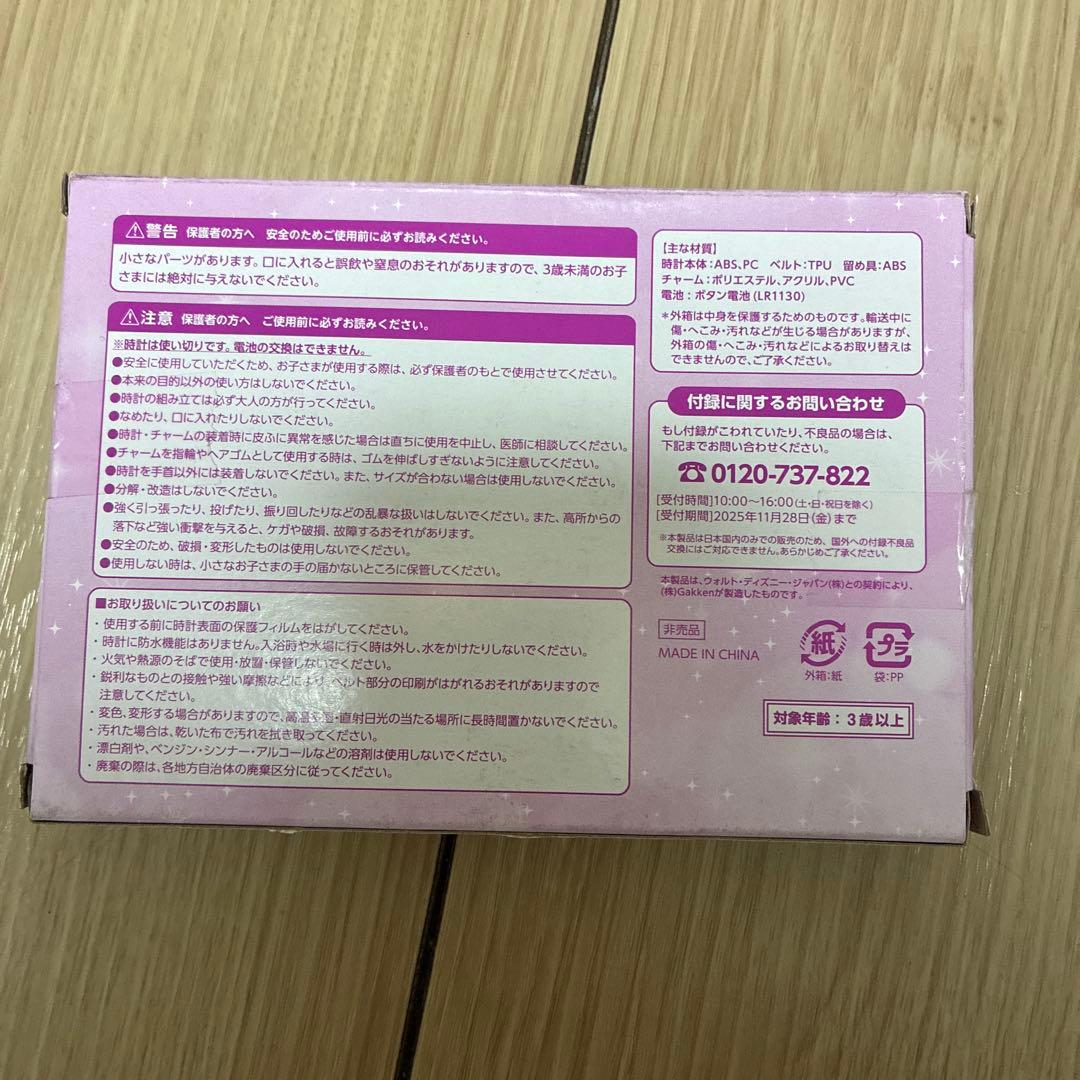 ⚠警告 保護者の方へ 安全のためご使用前に必ずお読みください。
小さなパーツがあります。口に入れると誤飲や窒息のおそれがありますので、3歳未満のお子
さまには絶対に与えないでください。
⚠注意 保護者の方へ ご使用前に必ずお読みください。
※時計は使い切りです。電池の交換はできません。
●安全に使用していただくため、お子さまが使用する際は、必ず保護者のもとで使用させてください。
●本来の目的以外の使い方はしないでください。
●時計の組み立ては必ず大人の方が行ってください。
●なめたり、口に入れたりしないでください。
●時計・チャームの装着時に皮ふに異常を感じた場合は直ちに使用を中止し、医師に相談してください。
●チャームを指輪やヘアゴムとして使用する時は、ゴムを伸ばしすぎないように注意してください。
●時計を手首以外には装着しないでください。また、サイズが合わない場合は使用しないでください。
●分解・改造はしないでください。
●強く引っ張ったり、投げたり、振り回したりなどの乱暴な扱いはしないでください。また、高所からの
落下など強い衝撃を与えると、ケガや破損、故障するおそれがあります。
●安全のため、破損・変形したものは使用しないでください。
●使用しない時は、小さなお子さまの手の届かないところに保管してください。
■お取り扱いについてのお願い
・使用する前に時計表面の保護フィルムをはがしてください。
・時計に防水機能はありません。入浴時や水場に行く時は外し、水をかけたりしないでください。
・火気や熱源のそばで使用・放置・保管しないでください。
・鋭利なものとの接触や強い摩擦などにより、ベルト部分の印刷がはがれるおそれがありますので
注意してください。
・変色、変形する場合がありますので、高温多湿・直射日光の当たる場所に長時間置かないでください。
・汚れた場合は、乾いた布で汚れを拭き取ってください。
・漂白剤や、ベンジン・シンナー・アルコールなどの溶剤は使用しないでください。
・廃棄の際は、各地方自治体の廃棄区分に従ってください。
【主な材質】
時計本体:ABS、PC ベルト:TPU 留め具:ABS
チャーム:ポリエステル、アクリル、PVC
電池:ボタン電池(LR1130)
*外箱は中身を保護するためのものです。輸送中に
傷・へこみ・汚れなどが生じる場合がありますが、
外箱の傷・へこみ・汚れなどによるお取り替えは
できませんので、ご了承ください。
付録に関するお問い合わせ
もし付録がこわれていたり、不良品の場合は、
下記までお問い合わせください。
☎0120-737-822
[受付時間]10:00〜16:00(土・日・祝日を除く)
[受付期間]2025年11月28日(金)まで
※本製品は日本国内のみでの販売のため、国外への付録不良品
交換にはご対応できません。あらかじめご了承ください。
本製品は、ウォルト・ディズニー・ジャパン(株)との契約により、
(株)Gakkenが製造したものです。
非売品
MADE IN CHINA
紙
外箱:紙
プラ
袋:PP
対象年齢:3歳以上